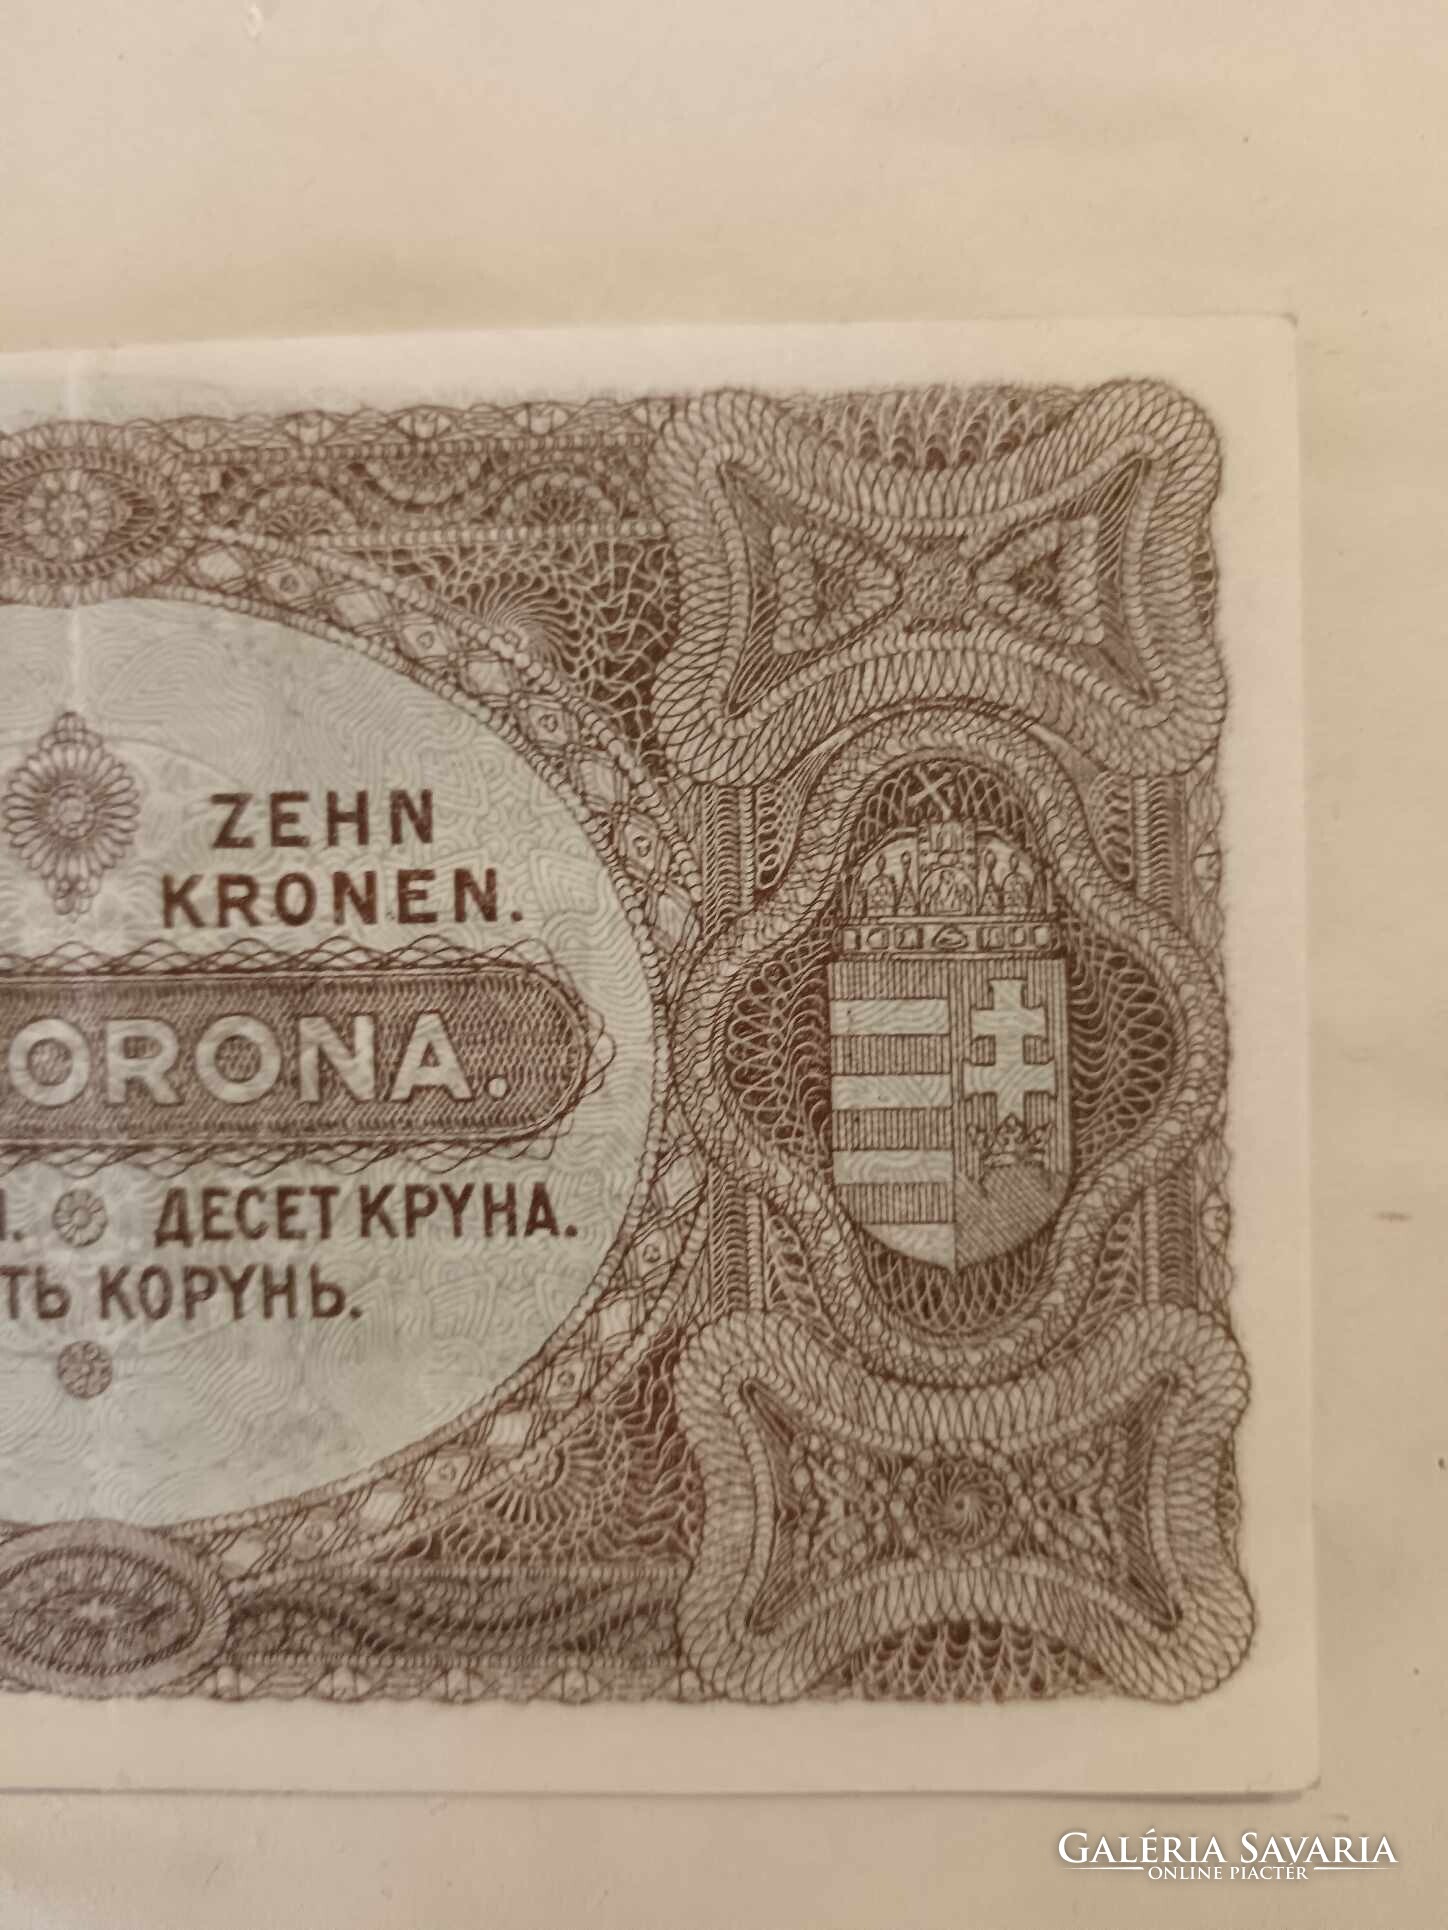 ZEHN
KRONEN.
ORONA.
. ДЕСЕТ КРУНА.
ТЬ КОРУНЬ.
GALÉRIA SAVARIA
ONLINE PIACTÉR